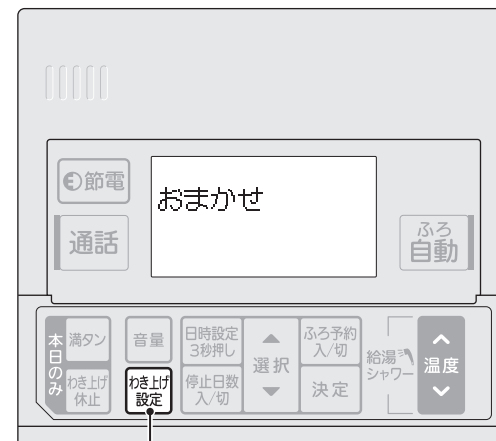 節電
おまかせ
通話
ふろ
自動
本日のみ
満タン
わき上げ
休止
音量
わき上げ
設定
日時設定
3秒押し
停止日数
入/切
選択
ふろ予約
入/切
決定
給湯
シャワー
温度